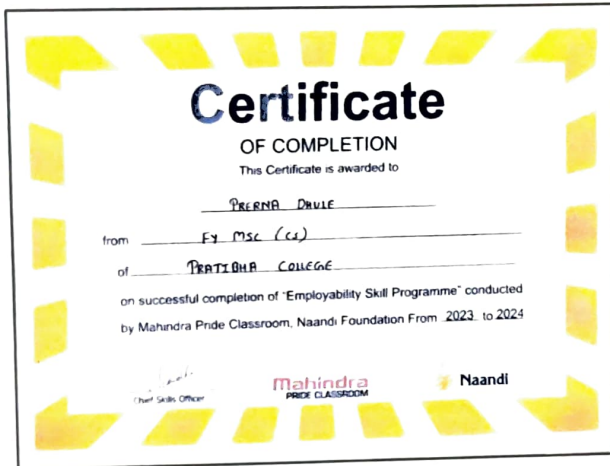 Certificate
OF COMPLETION
This Certificate is awarded to
PRERNA DHULE
from FY MSC (CS)
of PRATIBHA COLLEGE
on successful completion of "Employability Skill Programme" conducted
by Mahindra Pride Classroom, Naandi Foundation From 2023 to 2024
Chief Skills Officer
Mahindra
PRIDE CLASSROOM
Naandi